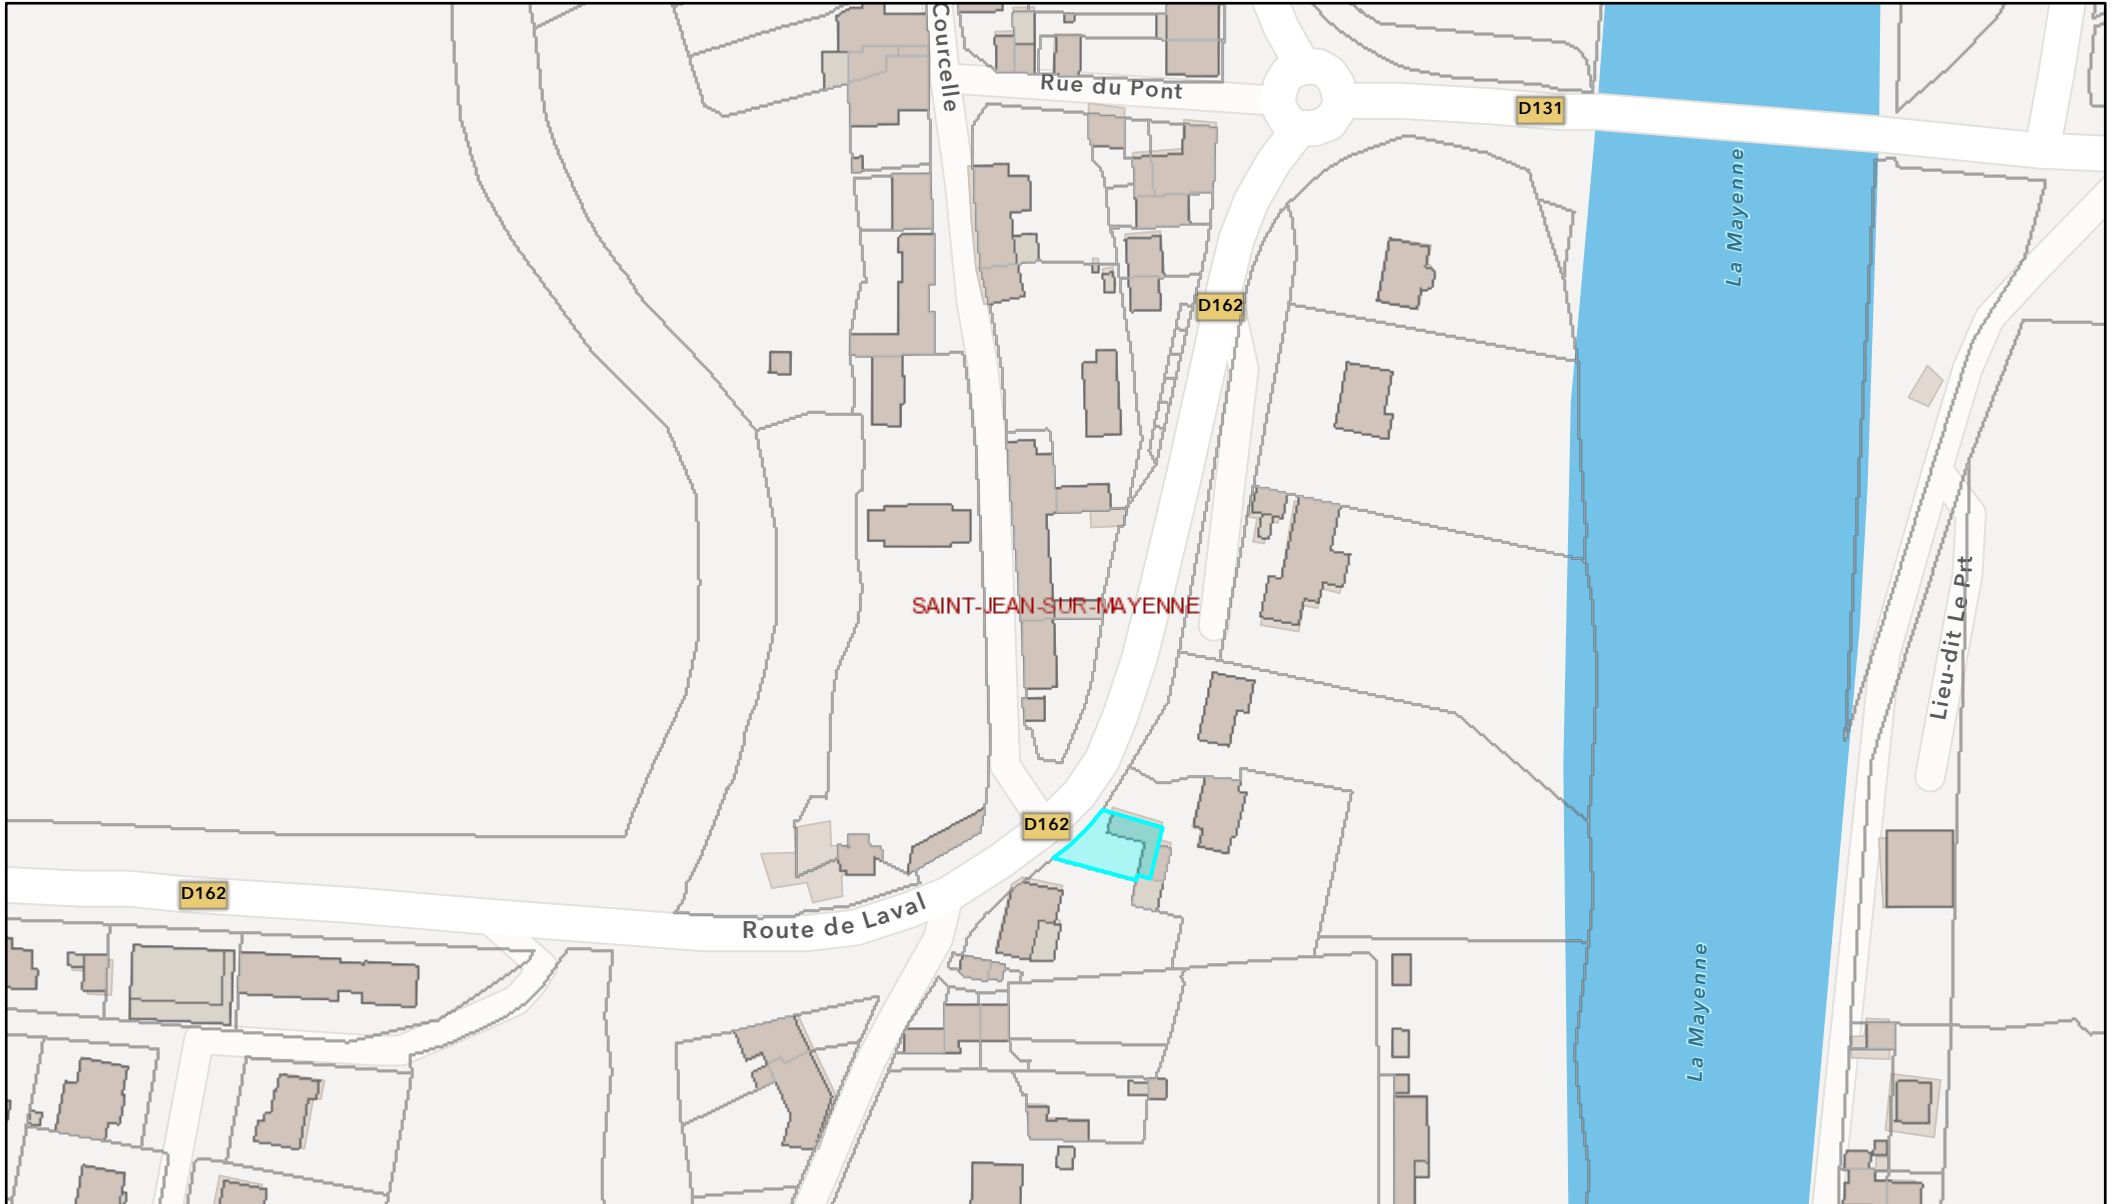 Courcelle
Rue du Pont
D131
La Mayenne
D162
Lieu-dit Le Prt
SAINT-JEAN-SUR-MAYENNE
D162
D162
Route de Laval
La Mayenne